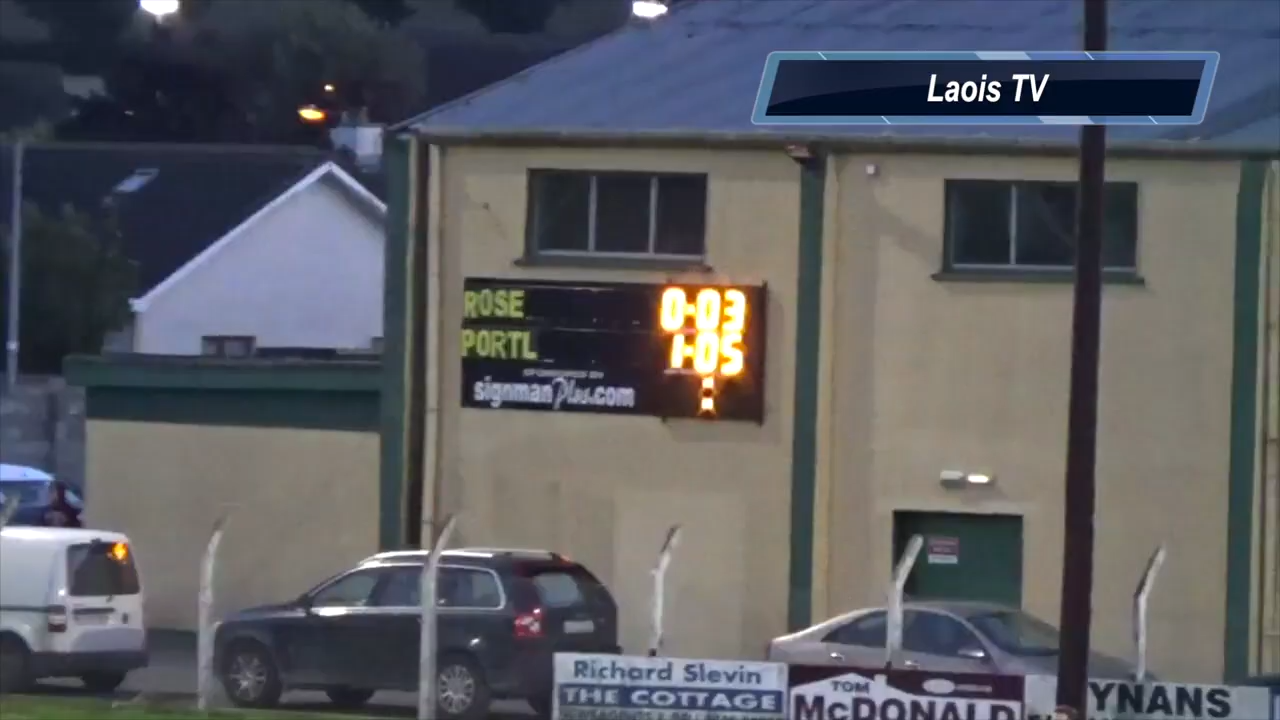 Laois TV
ROSE 0-03
PORTL 1-05
signmanPlus.com
Richard Slevin
THE COTTAGE
TOM
McDONALD
YNANS